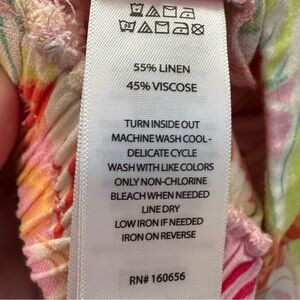 55% LINEN
45% VISCOSE
TURN INSIDE OUT
MACHINE WASH COOL -
DELICATE CYCLE
WASH WITH LIKE COLORS
ONLY NON-CHLORINE
BLEACH WHEN NEEDED
LINE DRY
LOW IRON IF NEEDED
IRON ON REVERSE
RN# 160656